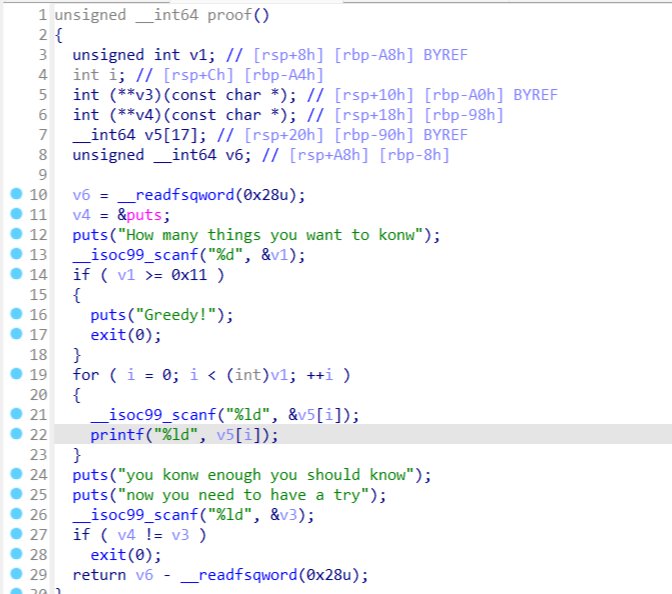 1 unsigned __int64 proof()
2 {
3 unsigned int v1; // [rsp+8h] [rbp-A8h] BYREF
4 int i; // [rsp+Ch] [rbp-A4h]
5 int (**v3)(const char *); // [rsp+10h] [rbp-A0h] BYREF
6 int (**v4)(const char *); // [rsp+18h] [rbp-98h]
7 __int64 v5[17]; // [rsp+20h] [rbp-90h] BYREF
8 unsigned __int64 v6; // [rsp+A8h] [rbp-8h]
9
10 v6 = __readfsqword(0x28u);
11 v4 = &puts;
12 puts("How many things you want to konw");
13 __isoc99_scanf("%d", &v1);
14 if ( v1 >= 0x11 )
15 {
16 puts("Greedy!");
17 exit(0);
18 }
19 for ( i = 0; i < (int)v1; ++i )
20 {
21 __isoc99_scanf("%ld", &v5[i]);
22 printf("%ld", v5[i]);
23 }
24 puts("you konw enough you should know");
25 puts("now you need to have a try");
26 __isoc99_scanf("%ld", &v3);
27 if ( v4 != v3 )
28 exit(0);
29 return v6 - __readfsqword(0x28u);